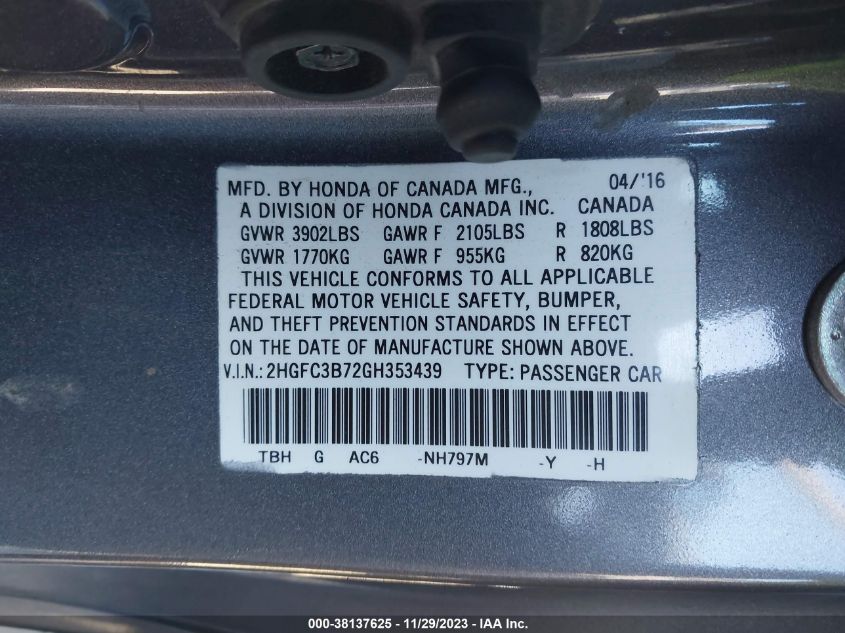 MFD. BY HONDA OF CANADA MFG., 04/'16
A DIVISION OF HONDA CANADA INC. CANADA
GVWR 3902LBS GAWR F 2105LBS R 1808LBS
GVWR 1770KG GAWR F 955KG R 820KG
THIS VEHICLE CONFORMS TO ALL APPLICABLE
FEDERAL MOTOR VEHICLE SAFETY, BUMPER,
AND THEFT PREVENTION STANDARDS IN EFFECT
ON THE DATE OF MANUFACTURE SHOWN ABOVE.
V.I.N.: 2HGFC3B72GH353439 TYPE: PASSENGER CAR
TBH G AC6 -NH797M -Y -H
000-38137625 - 11/29/2023 - IAA Inc.